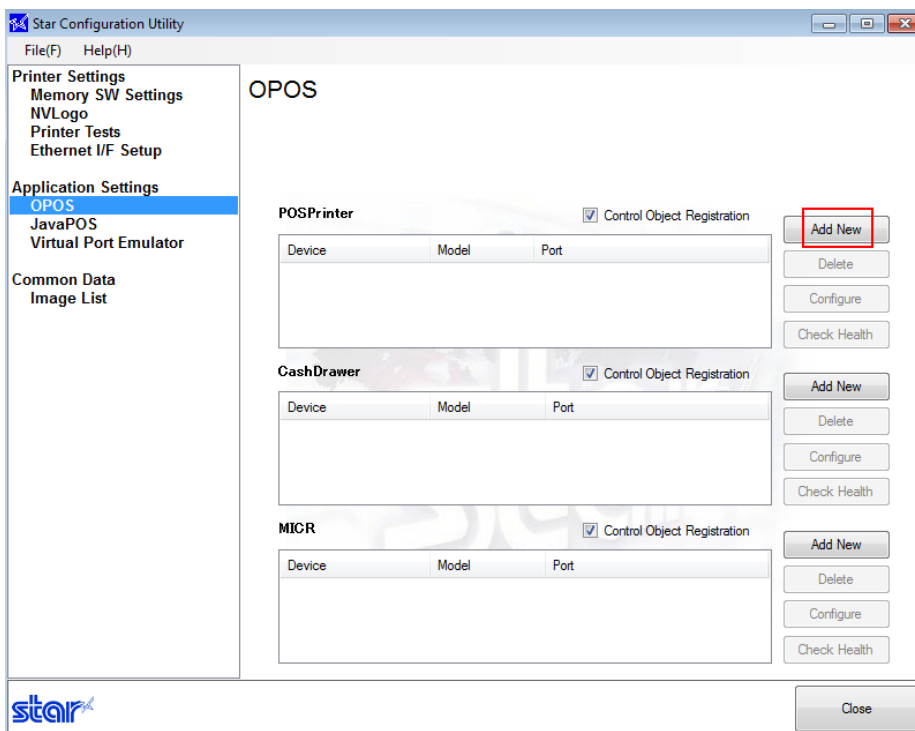 Star Configuration Utility
File(F) Help(H)
Printer Settings
Memory SW Settings
NVLogo
Printer Tests
Ethernet I/F Setup
Application Settings
OPOS
JavaPOS
Virtual Port Emulator
Common Data
Image List
OPOS
POSPrinter Control Object Registration
Device Model Port
Add New
Delete
Configure
Check Health
CashDrawer Control Object Registration
Device Model Port
Add New
Delete
Configure
Check Health
MICR Control Object Registration
Device Model Port
Add New
Delete
Configure
Check Health
star
Close